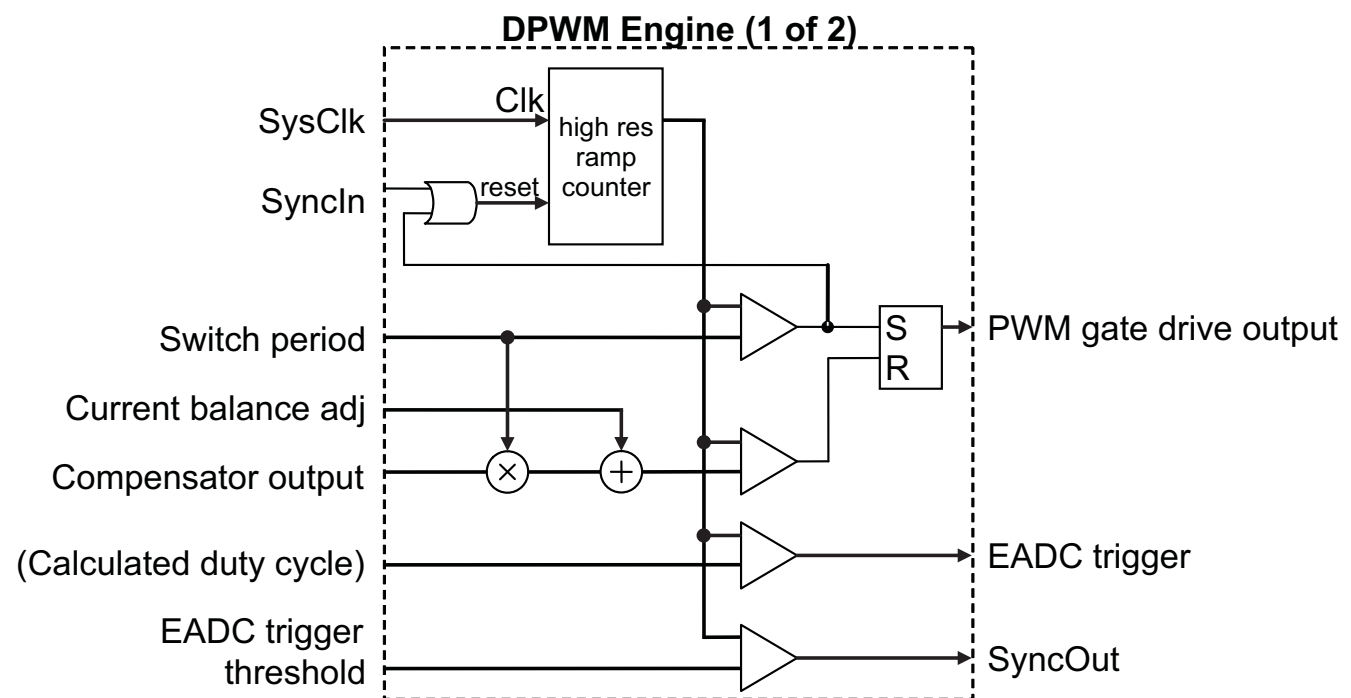 DPWM Engine (1 of 2)
SysClk
Clk
high res
ramp
counter
SyncIn
reset
Switch period
S
R
PWM gate drive output
Current balance adj
Compensator output
(Calculated duty cycle)
EADC trigger
EADC trigger
threshold
SyncOut